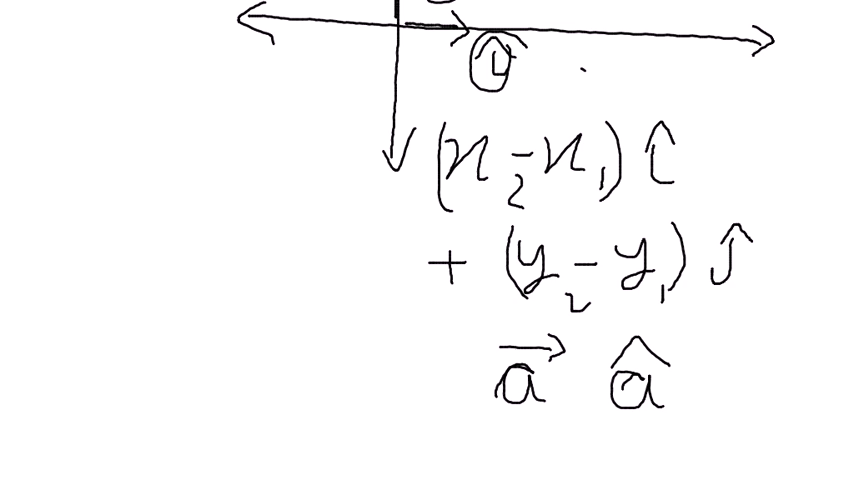 î
(x₂-x₁) î
+ (y₂-y₁) ĵ
a⃗ â